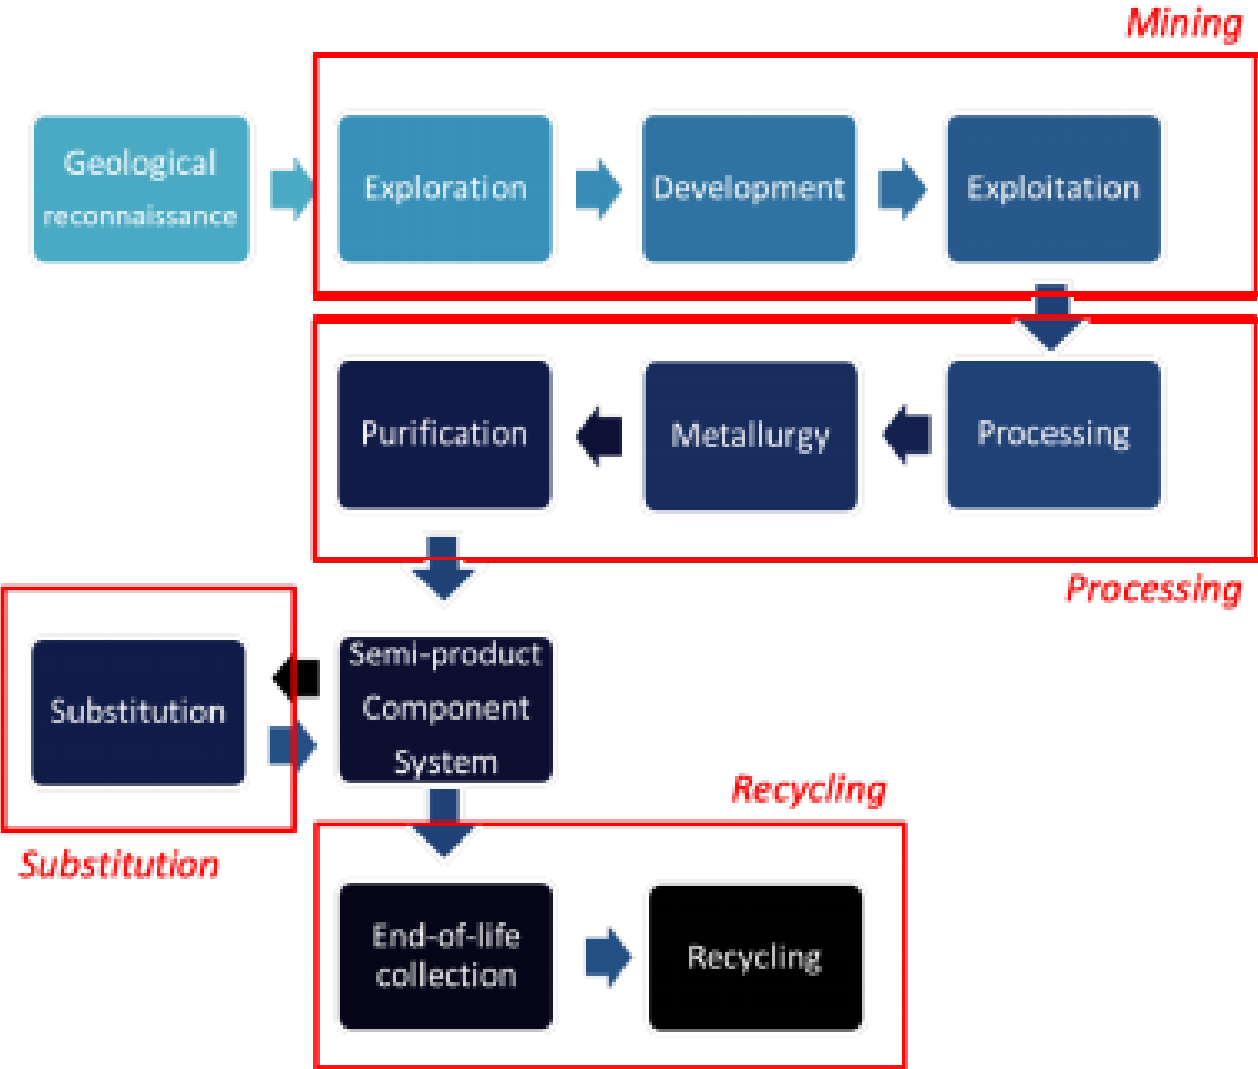 Mining
Geological
reconnaissance
Exploration
Development
Exploitation
Purification
Metallurgy
Processing
Processing
Substitution
Semi-product
Component
System
Substitution
Recycling
End-of-life
collection
Recycling